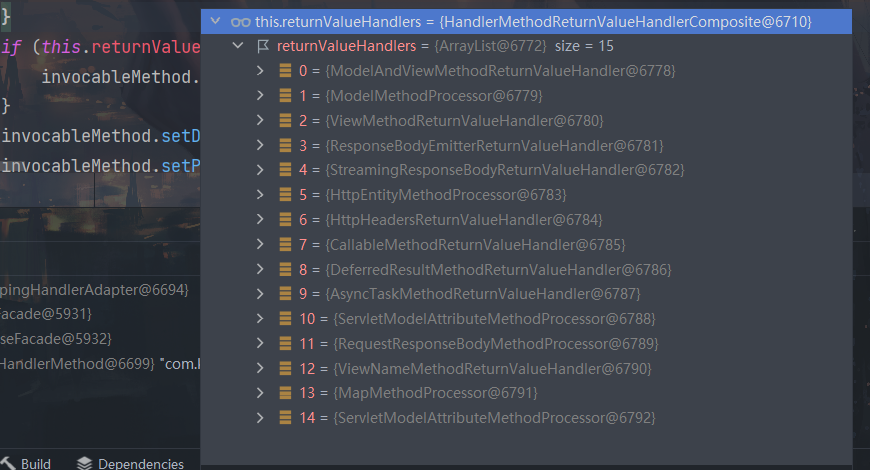 }
if (this.returnValue
invocableMethod.
}
invocableMethod.setD
invocableMethod.setP
this.returnValueHandlers = {HandlerMethodReturnValueHandlerComposite@6710}
returnValueHandlers = {ArrayList@6772} size = 15
0 = {ModelAndViewMethodReturnValueHandler@6778}
1 = {ModelMethodProcessor@6779}
2 = {ViewMethodReturnValueHandler@6780}
3 = {ResponseBodyEmitterReturnValueHandler@6781}
4 = {StreamingResponseBodyReturnValueHandler@6782}
5 = {HttpEntityMethodProcessor@6783}
6 = {HttpHeadersReturnValueHandler@6784}
7 = {CallableMethodReturnValueHandler@6785}
8 = {DeferredResultMethodReturnValueHandler@6786}
9 = {AsyncTaskMethodReturnValueHandler@6787}
10 = {ServletModelAttributeMethodProcessor@6788}
11 = {RequestResponseBodyMethodProcessor@6789}
12 = {ViewNameMethodReturnValueHandler@6790}
13 = {MapMethodProcessor@6791}
14 = {ServletModelAttributeMethodProcessor@6792}
pingHandlerAdapter@6694}
Facade@5931}
seFacade@5932}
HandlerMethod@6699} "com.
Build Dependencies